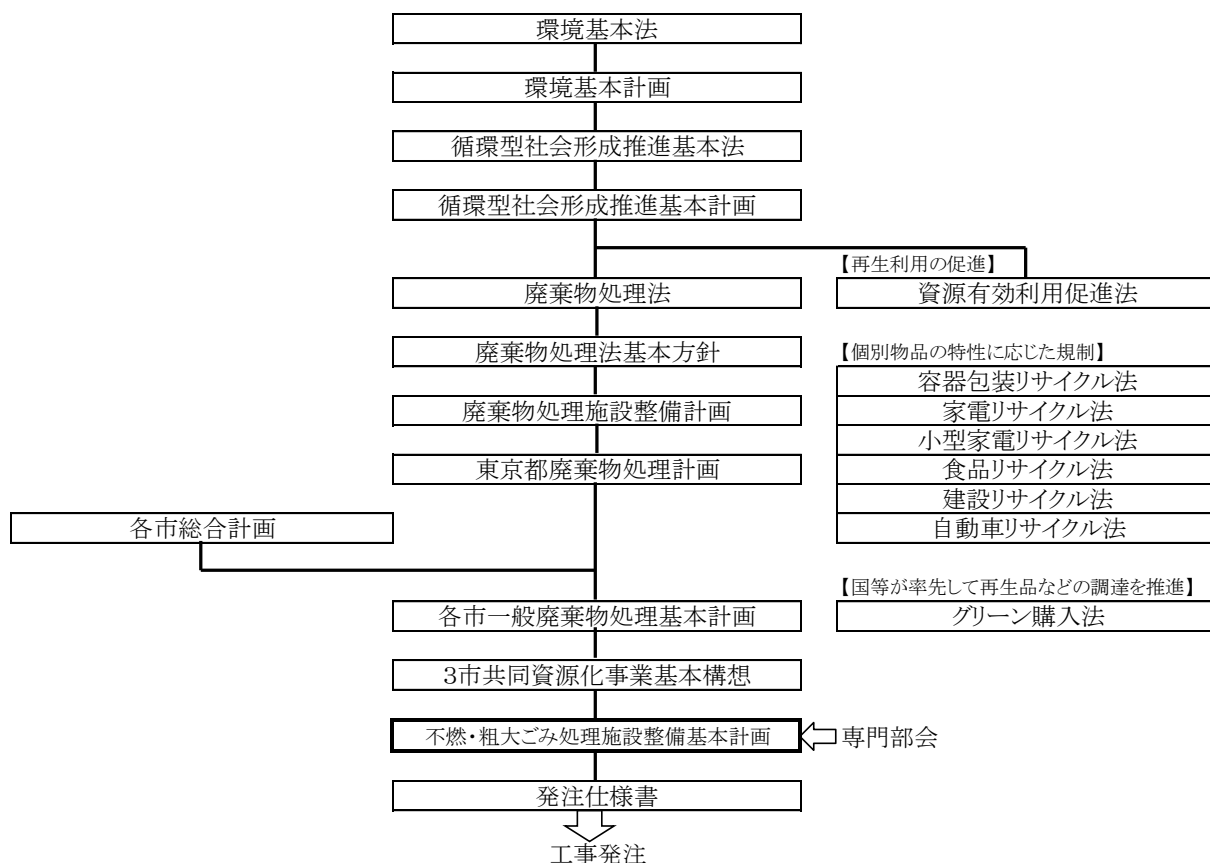 環境基本法
環境基本計画
循環型社会形成推進基本法
循環型社会形成推進基本計画
【再生利用の促進】
廃棄物処理法
資源有効利用促進法
廃棄物処理法基本方針
【個別物品の特性に応じた規制】
容器包装リサイクル法
廃棄物処理施設整備計画
家電リサイクル法
小型家電リサイクル法
東京都廃棄物処理計画
食品リサイクル法
建設リサイクル法
各市総合計画
自動車リサイクル法
【国等が率先して再生品などの調達を推進】
各市一般廃棄物処理基本計画
グリーン購入法
3市共同資源化事業基本構想
不燃・粗大ごみ処理施設整備基本計画
専門部会
発注仕様書
工事発注